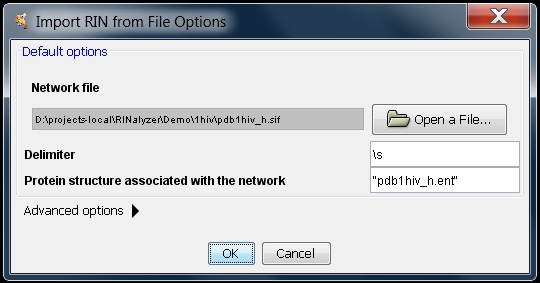 Import RIN from File Options
Default options
Network file
D:\projects-local\RINalyzer\Demo\1hiv\pdb1hiv_h.sif
Open a File...
Delimiter
\s
Protein structure associated with the network
"pdb1hiv_h.ent"
Advanced options
OK
Cancel